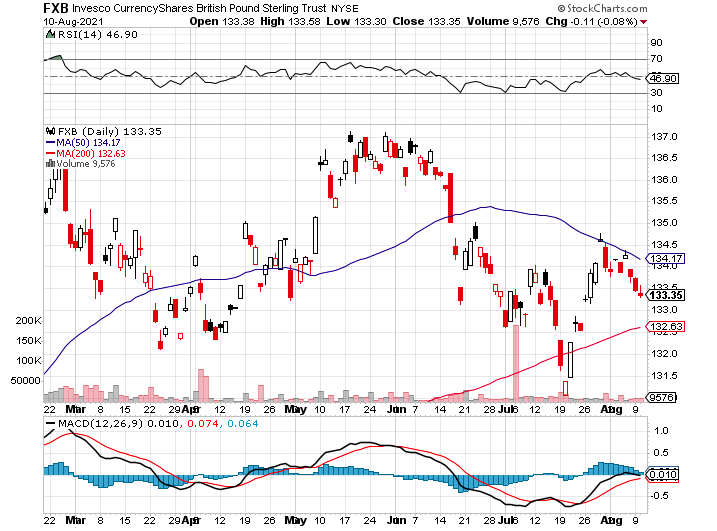 FXB Invesco CurrencyShares British Pound Sterling Trust NYSE © StockCharts.com
10-Aug-2021 Open 133.38 High 133.58 Low 133.30 Close 133.35 Volume 9,576 Chg -0.11 (-0.08%)
RSI(14) 46.90
90
70
46.90
30
10
FXB (Daily) 133.35
MA(50) 134.17
MA(200) 132.63
Volume 9,576
137.0
136.5
136.0
135.5
135.0
134.5
134.17
134.0
133.5
133.35
133.0
132.63
132.0
131.5
200K
150K
100K
50000
9576
22 Mar 8 15 22 29 Apr 12 19 26 May 10 17 24 Jun 7 14 21 28 Jul 6 12 19 26 Aug 9
MACD(12,26,9) 0.010, 0.074, 0.064
1.0
0.5
0.010
-0.5
22 Mar 8 15 22 29 Apr 12 19 26 May 10 17 24 Jun 7 14 21 28 Jul 6 12 19 26 Aug 9